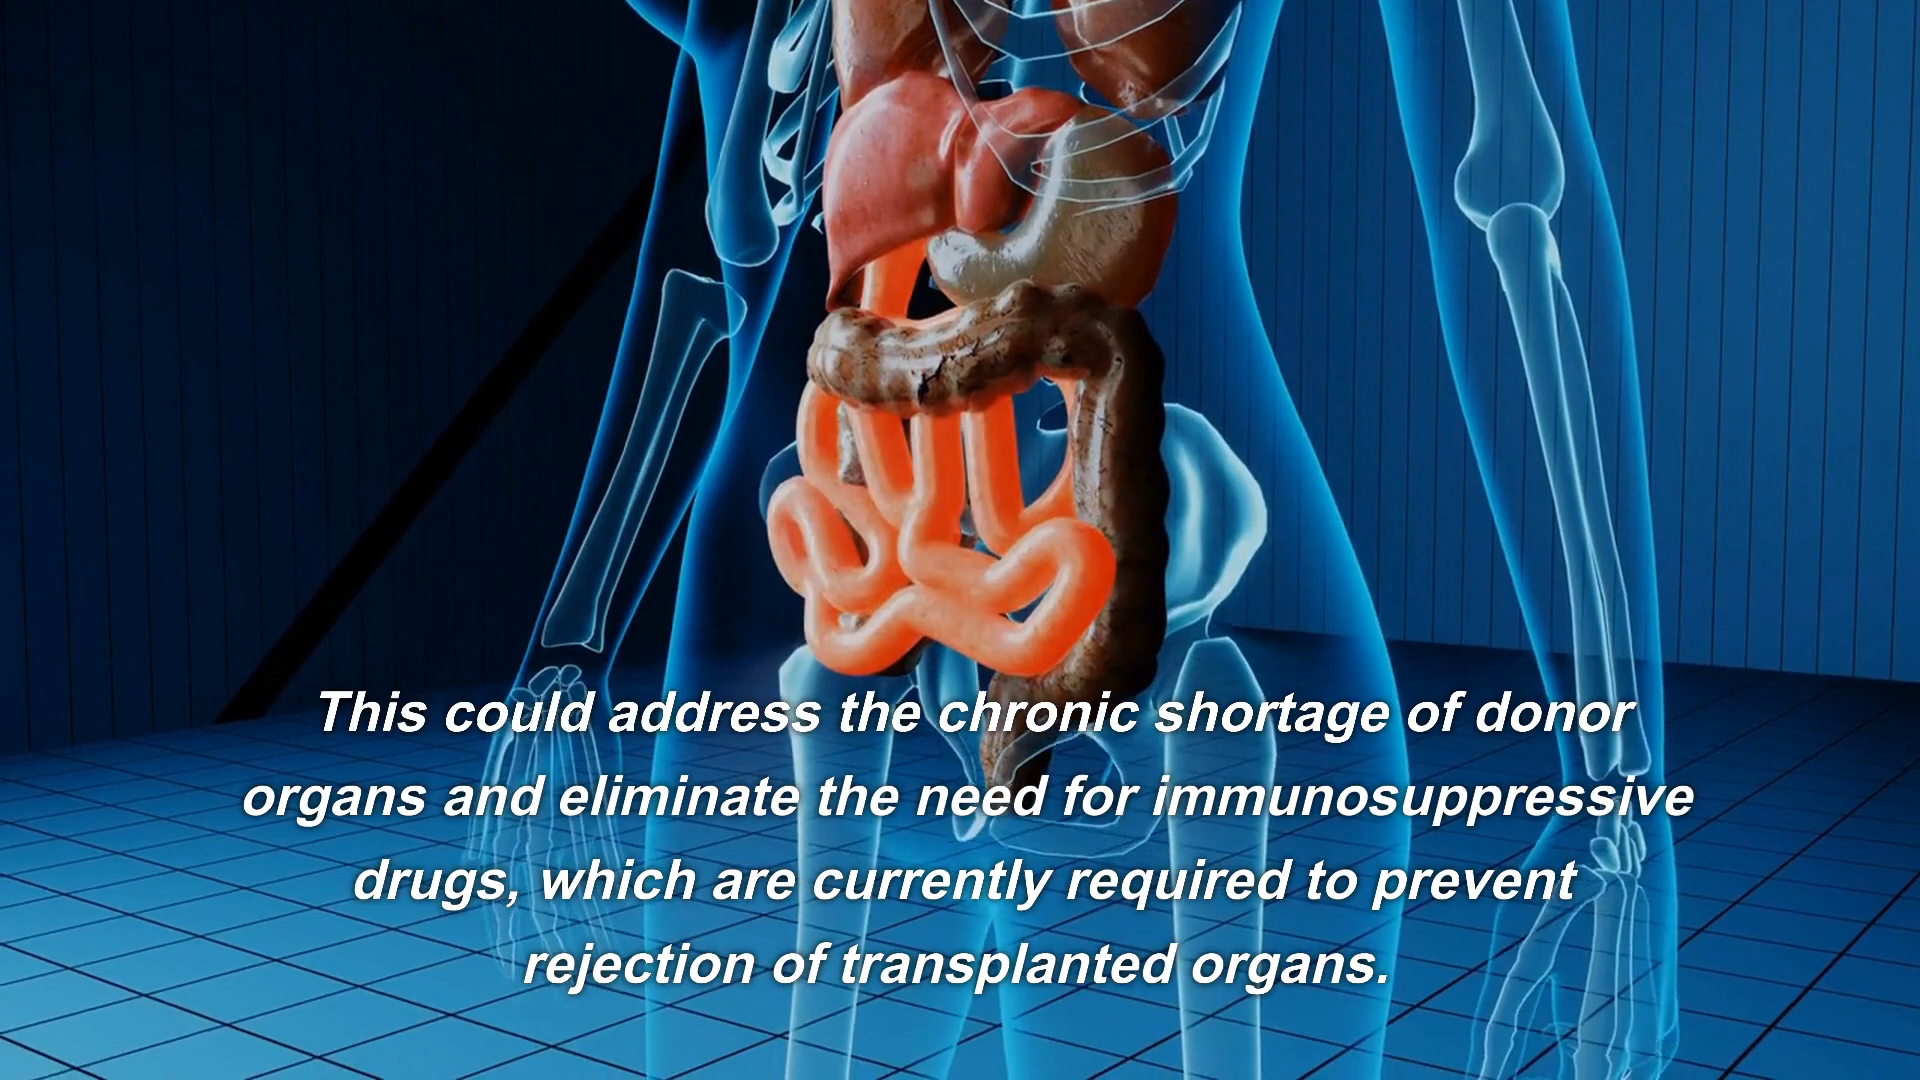 This could address the chronic shortage of donor
organs and eliminate the need for immunosuppressive
drugs, which are currently required to prevent
rejection of transplanted organs.